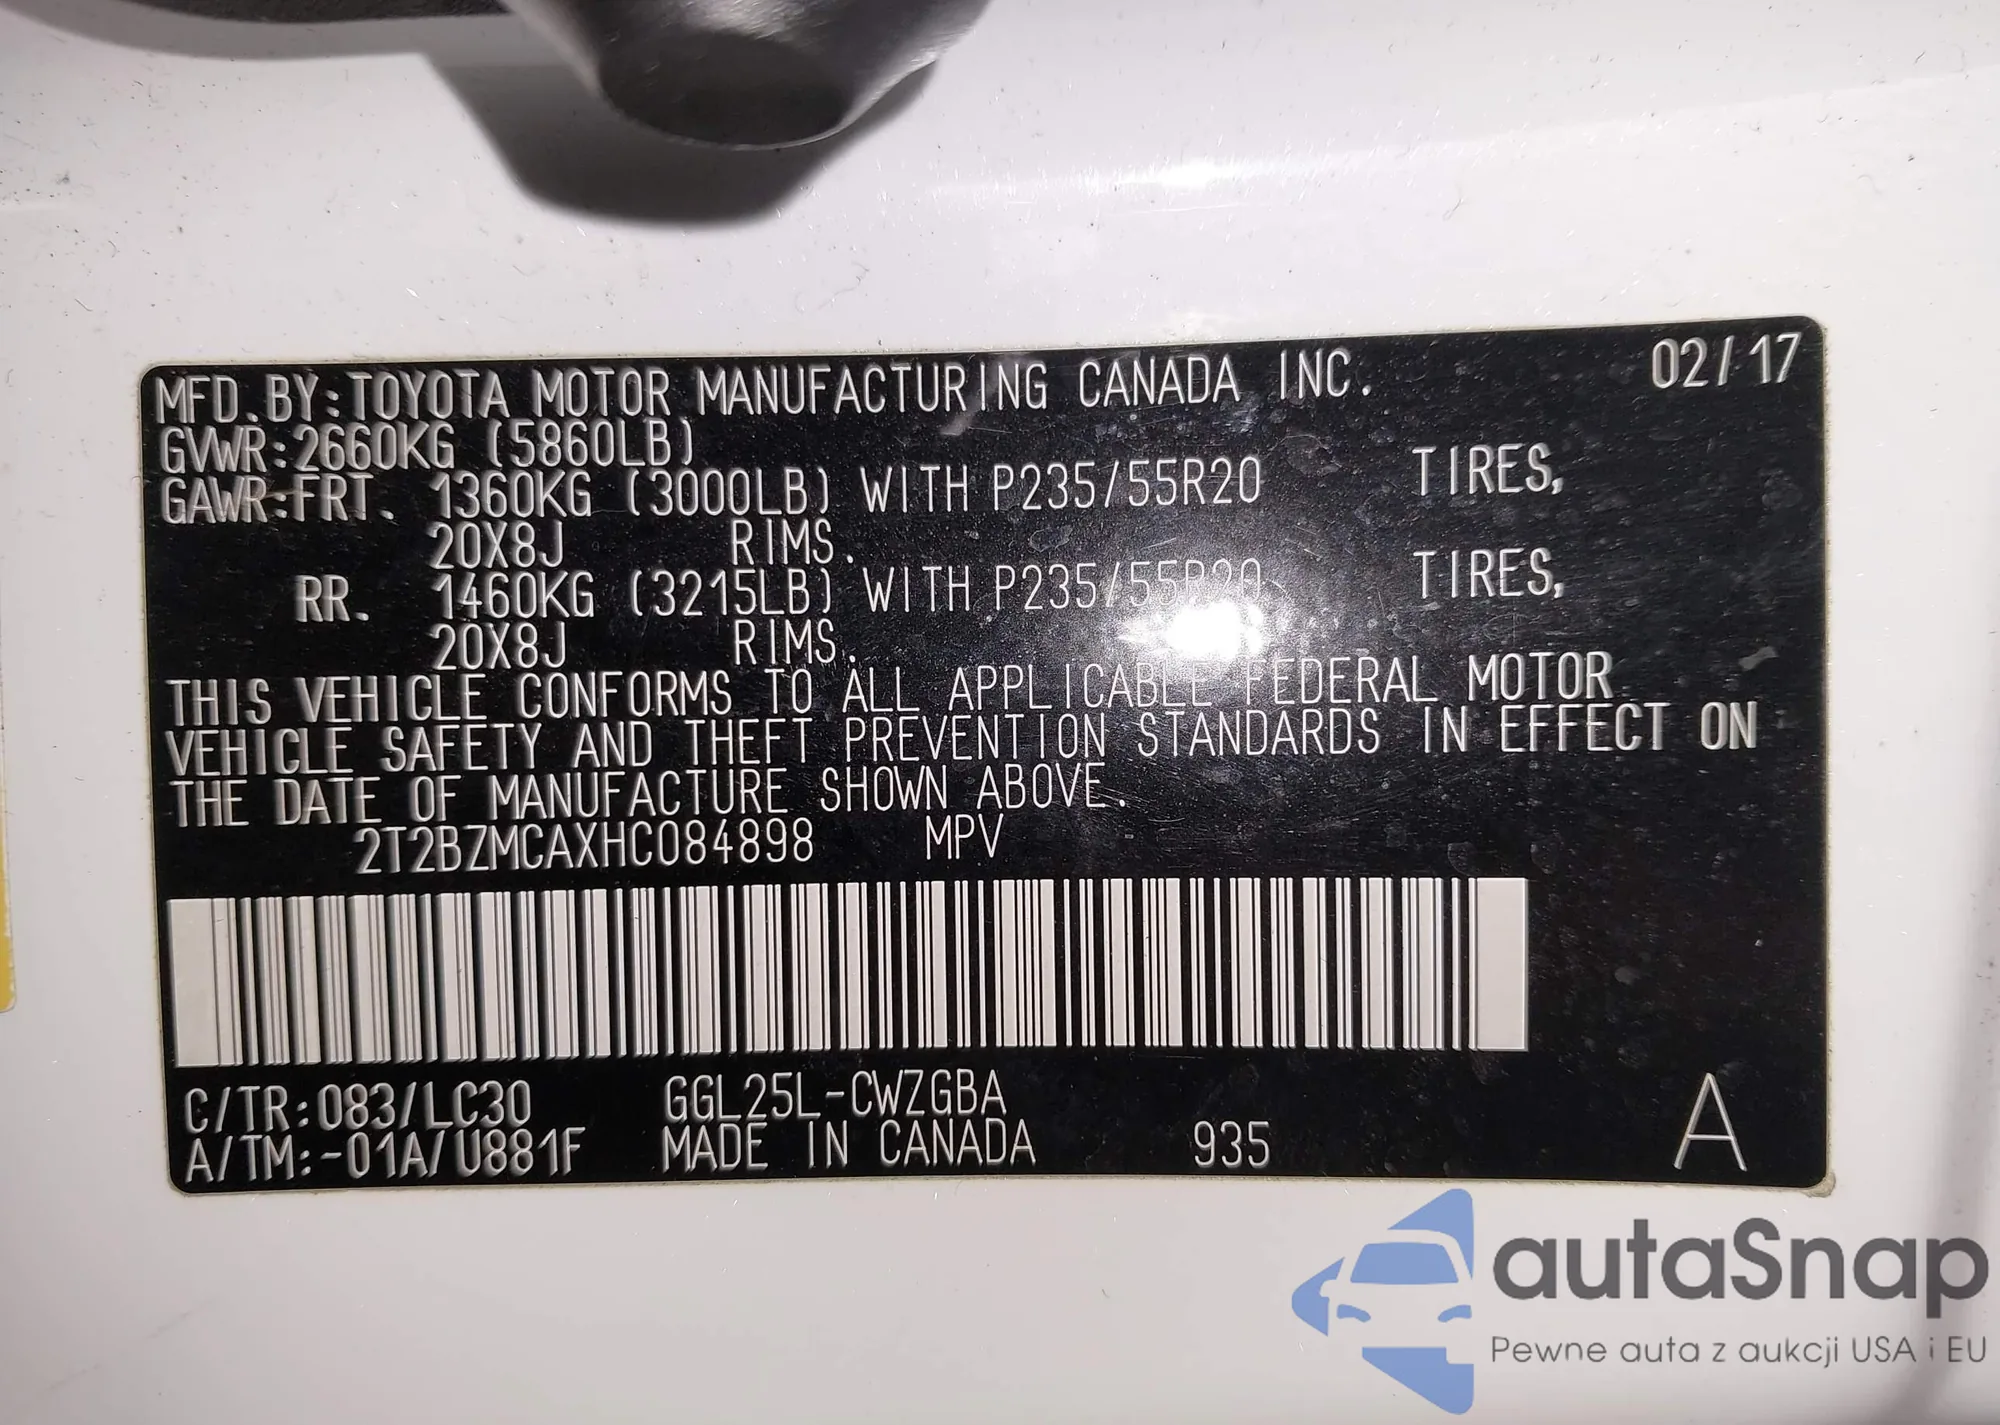 MFD.BY:TOYOTA MOTOR MANUFACTURING CANADA INC. 02/17
GVWR:2660KG (5860LB)
GAWR:FRT. 1360KG (3000LB) WITH P235/55R20 TIRES,
20X8J RIMS.
RR. 1460KG (3215LB) WITH P235/55R20 TIRES,
20X8J RIMS.
THIS VEHICLE CONFORMS TO ALL APPLICABLE FEDERAL MOTOR
VEHICLE SAFETY AND THEFT PREVENTION STANDARDS IN EFFECT ON
THE DATE OF MANUFACTURE SHOWN ABOVE.
2T2BZMCAXHC084898 MPV
C/TR:083/LC30 GGL25L-CWZGBA
A/TM:-01A/U881F MADE IN CANADA 935 A
autaSnap
Pewne auta z aukcji USA i EU